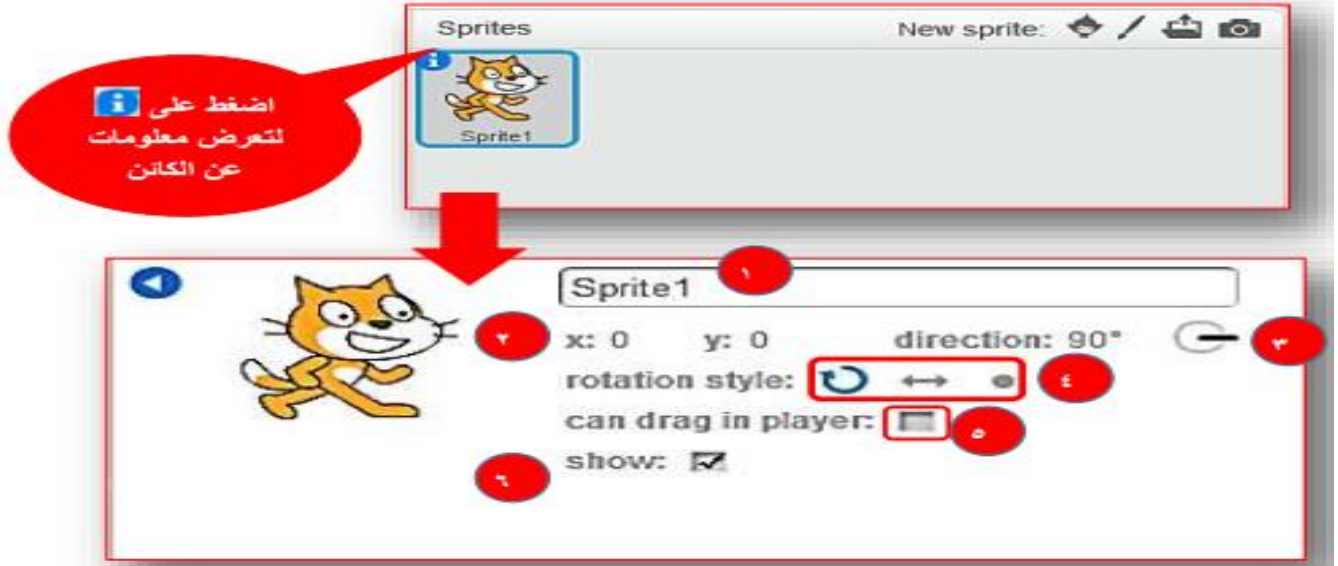 Sprites
New sprite:
Sprite1
اضغط على
لتعرض معلومات
عن الكائن
Sprite1
١
٢
x: 0 y: 0 direction: 90°
٣
rotation style:
٤
can drag in player:
٥
show:
٦